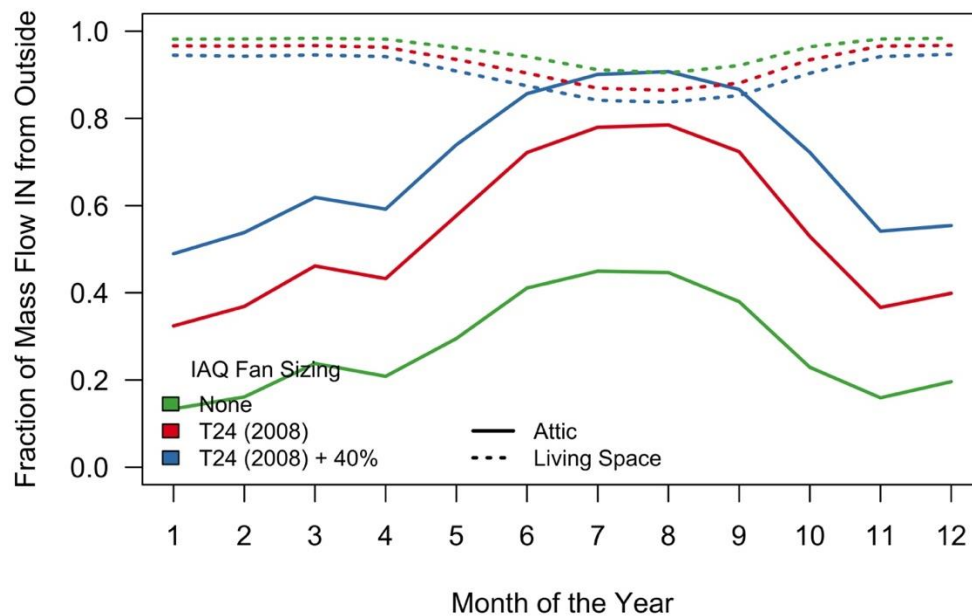 Fraction of Mass Flow IN from Outside
1.0
0.8
0.6
0.4
0.2
0.0
IAQ Fan Sizing
None
T24 (2008)
T24 (2008) + 40%
Attic
Living Space
1 2 3 4 5 6 7 8 9 10 11 12
Month of the Year